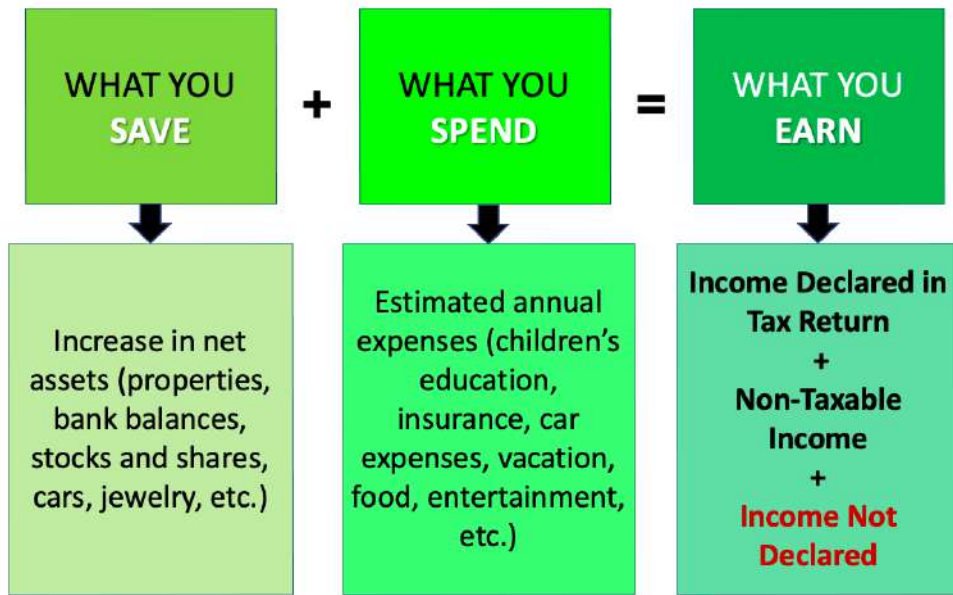 WHAT YOU
SAVE
+
WHAT YOU
SPEND
=
WHAT YOU
EARN
Increase in net
assets (properties,
bank balances,
stocks and shares,
cars, jewelry, etc.)
Estimated annual
expenses (children's
education,
insurance, car
expenses, vacation,
food, entertainment,
etc.)
Income Declared in
Tax Return
+
Non-Taxable
Income
+
Income Not
Declared